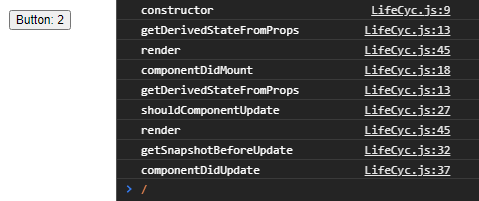 Button: 2
constructor LifeCyc.js:9
getDerivedStateFromProps LifeCyc.js:13
render LifeCyc.js:45
componentDidMount LifeCyc.js:18
getDerivedStateFromProps LifeCyc.js:13
shouldComponentUpdate LifeCyc.js:27
render LifeCyc.js:45
getSnapshotBeforeUpdate LifeCyc.js:32
componentDidUpdate LifeCyc.js:37
> /